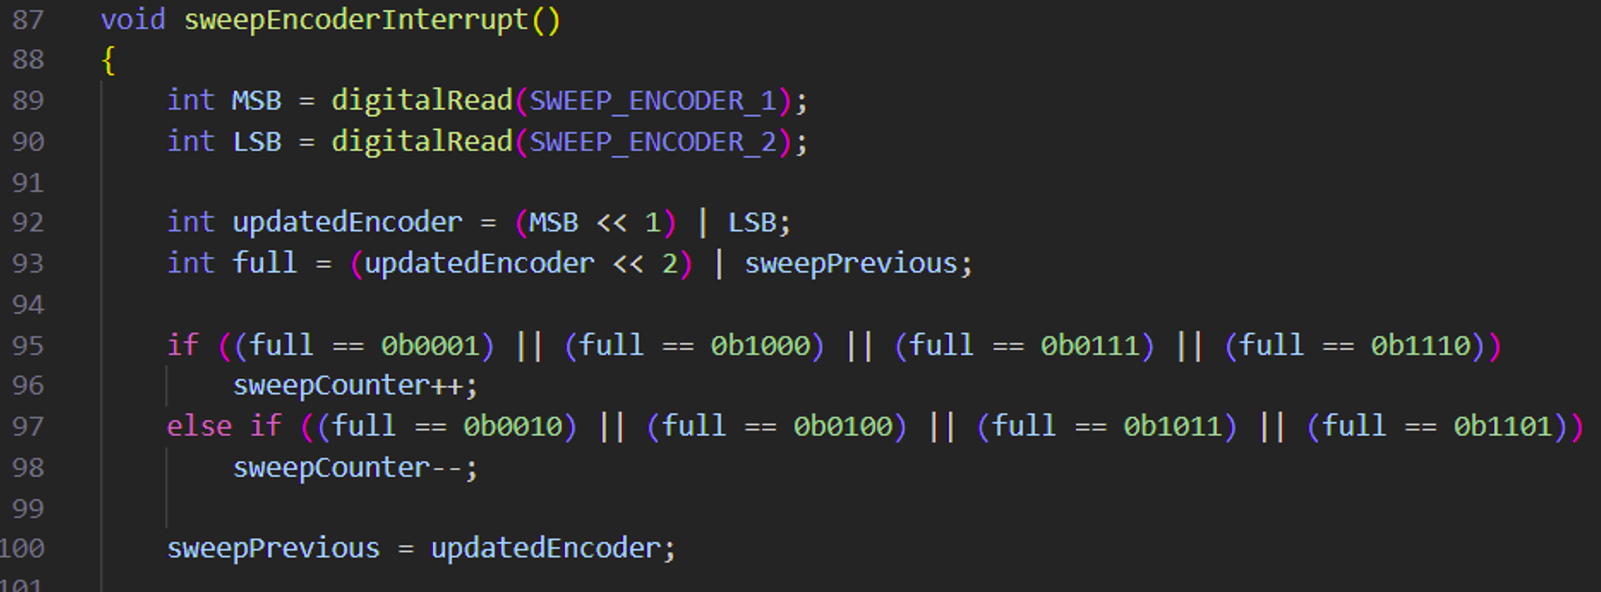 87 void sweepEncoderInterrupt()
88 {
89 int MSB = digitalRead(SWEEP_ENCODER_1);
90 int LSB = digitalRead(SWEEP_ENCODER_2);
91
92 int updatedEncoder = (MSB << 1) | LSB;
93 int full = (updatedEncoder << 2) | sweepPrevious;
94
95 if ((full == 0b0001) || (full == 0b1000) || (full == 0b0111) || (full == 0b1110))
96 sweepCounter++;
97 else if ((full == 0b0010) || (full == 0b0100) || (full == 0b1011) || (full == 0b1101))
98 sweepCounter--;
99
100 sweepPrevious = updatedEncoder;
101